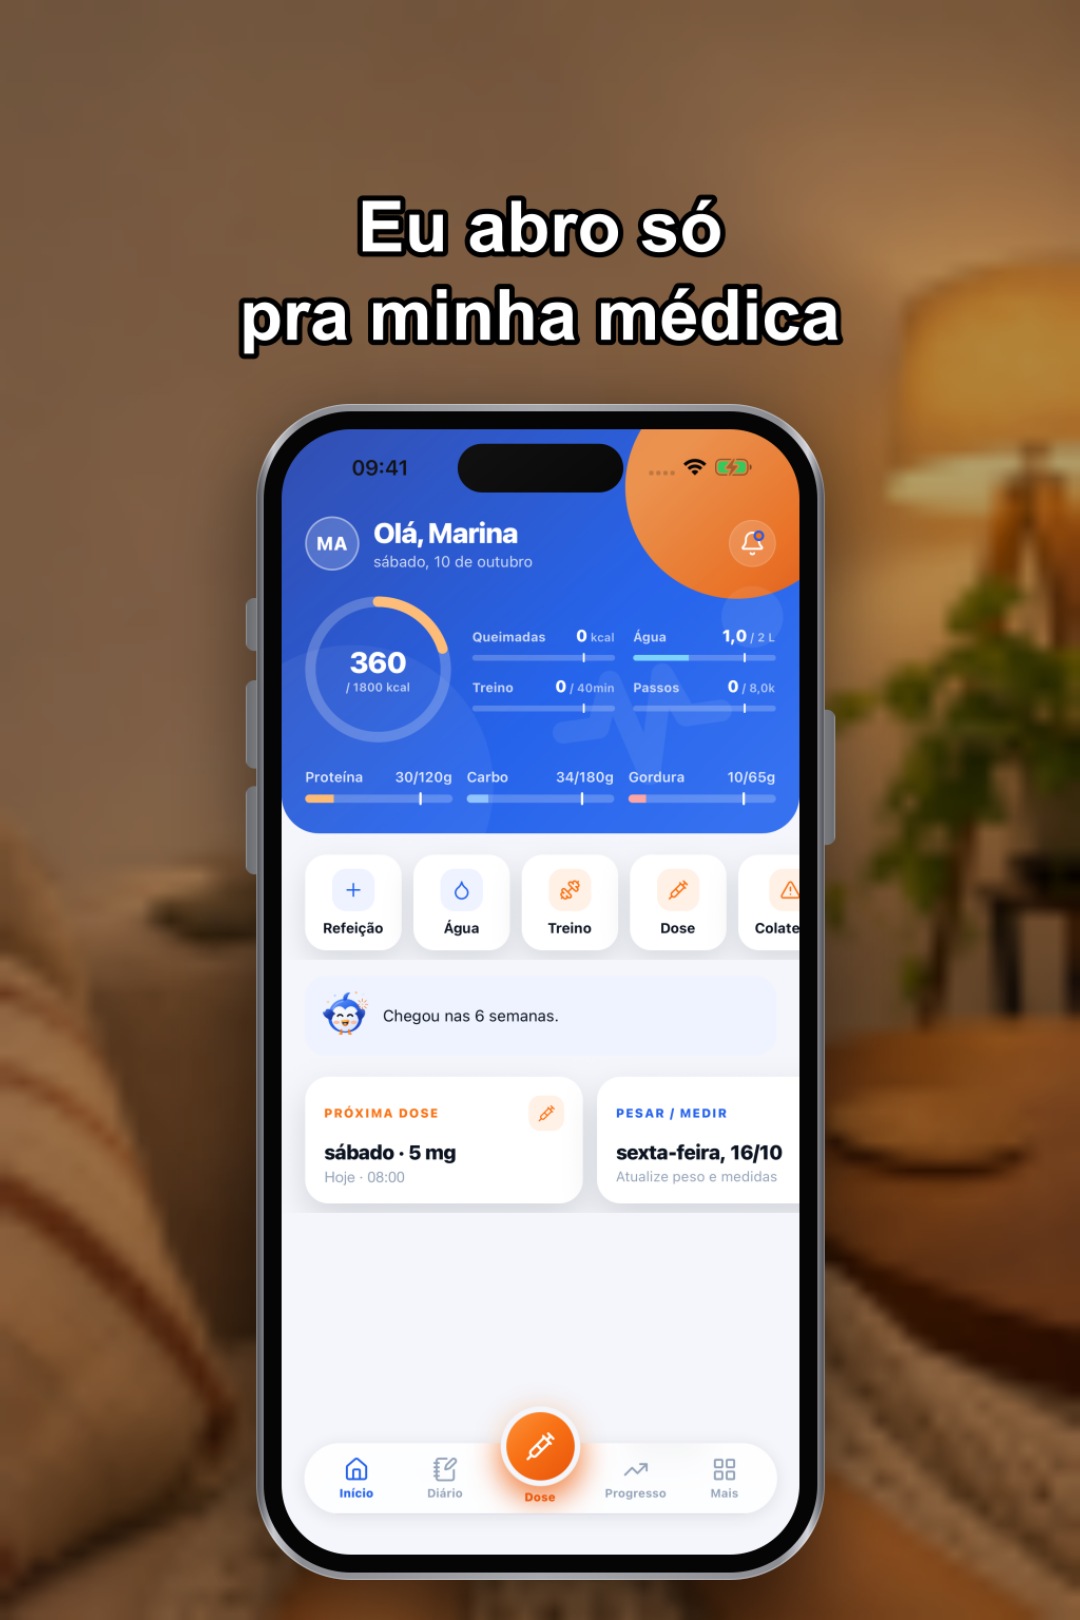 Eu abro só
pra minha médica
09:41
MA
Olá, Marina
sábado, 10 de outubro
360
/ 1800 kcal
Queimadas 0 kcal
Água 1,0 / 2 L
Treino 0 / 40min
Passos 0 / 8,0k
Proteína 30/120g
Carbo 34/180g
Gordura 10/65g
Refeição
Água
Treino
Dose
Colate
Chegou nas 6 semanas.
PRÓXIMA DOSE
sábado · 5 mg
Hoje · 08:00
PESAR / MEDIR
sexta-feira, 16/10
Atualize peso e medidas
Início
Diário
Dose
Progresso
Mais